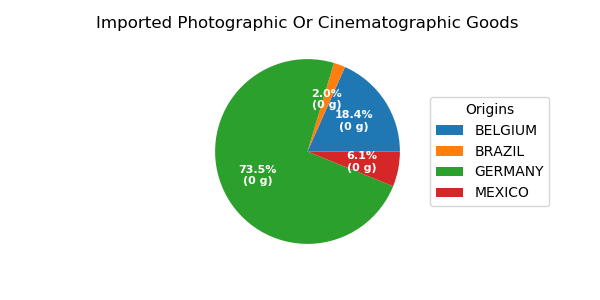 Imported Photographic Or Cinematographic Goods
2.0%
(0 g)
18.4%
(0 g)
6.1%
(0 g)
73.5%
(0 g)
Origins
BELGIUM
BRAZIL
GERMANY
MEXICO